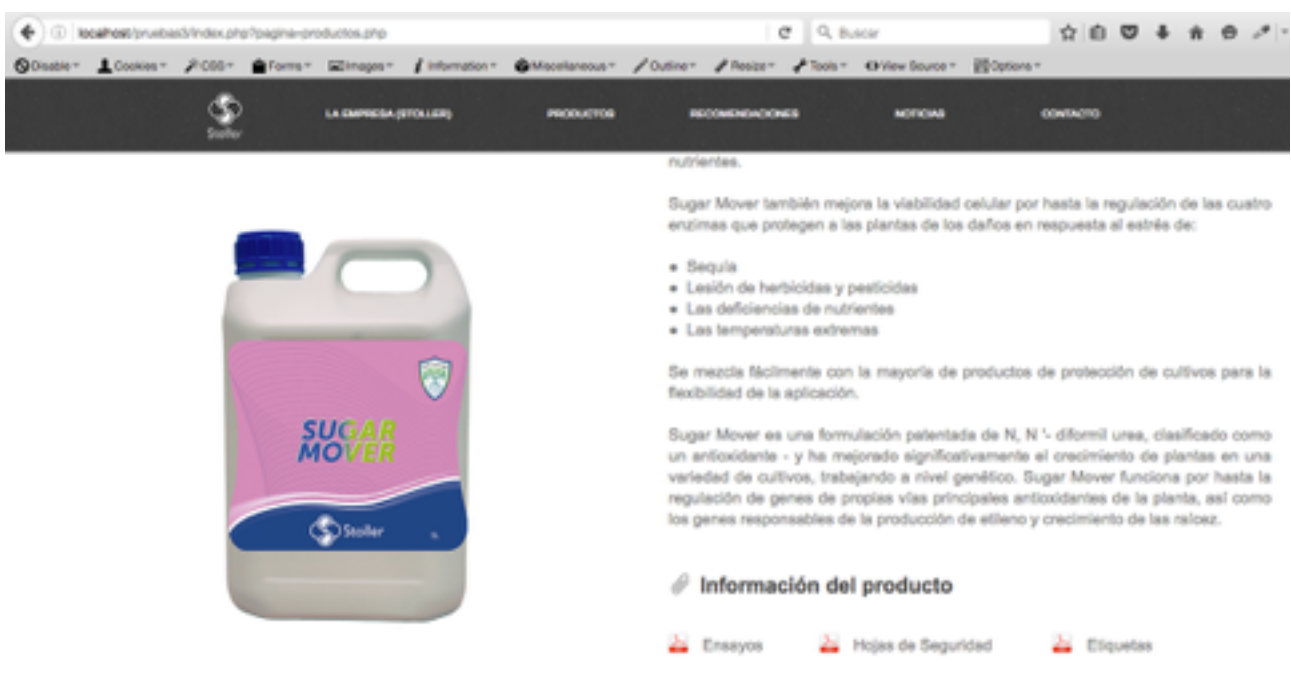 localhost/pruebas3/index.php?pagina=productos.php
Buscar
Disable
Cookies
CSS
Forms
Images
Information
Miscellaneous
Outline
Resize
Tools
View Source
Options
Stoller
LA EMPRESA (STOLLER)
PRODUCTOS
RECOMENDACIONES
NOTICIAS
CONTACTO
nutrientes.
Sugar Mover también mejora la viabilidad celular por hasta la regulación de las cuatro
enzimas que protegen a las plantas de los daños en respuesta al estrés de:
• Sequía
• Lesión de herbicidas y pesticidas
• Las deficiencias de nutrientes
• Las temperaturas extremas
Se mezcla fácilmente con la mayoría de productos de protección de cultivos para la
flexibilidad de la aplicación.
Sugar Mover es una formulación patentada de N, N '- diformil urea, clasificado como
un antioxidante - y ha mejorado significativamente el crecimiento de plantas en una
variedad de cultivos, trabajando a nivel genético. Sugar Mover funciona por hasta la
regulación de genes de propias vías principales antioxidantes de la planta, así como
los genes responsables de la producción de etileno y crecimiento de las raíces.
SUGAR
MOVER
Stoller
Información del producto
Ensayos
Hojas de Seguridad
Etiquetas